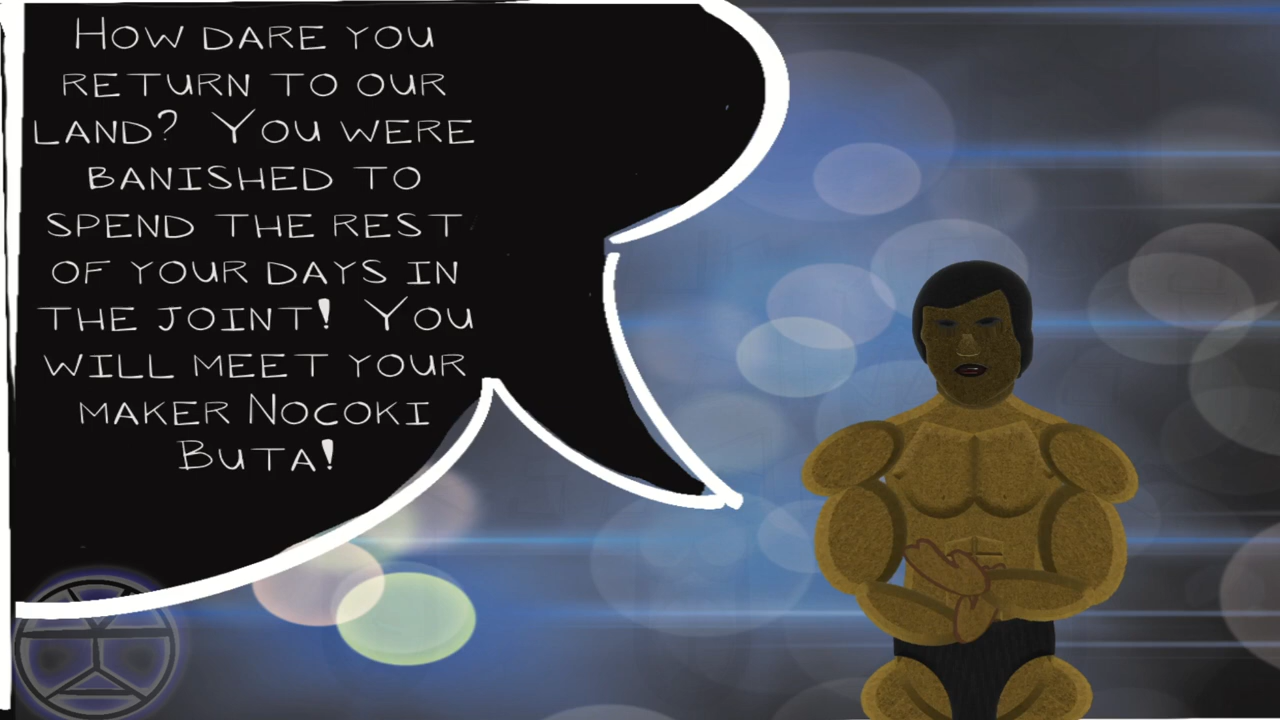 How dare you
return to our
land? You were
banished to
spend the rest
of your days in
the joint! You
will meet your
maker Nocoki
Buta!